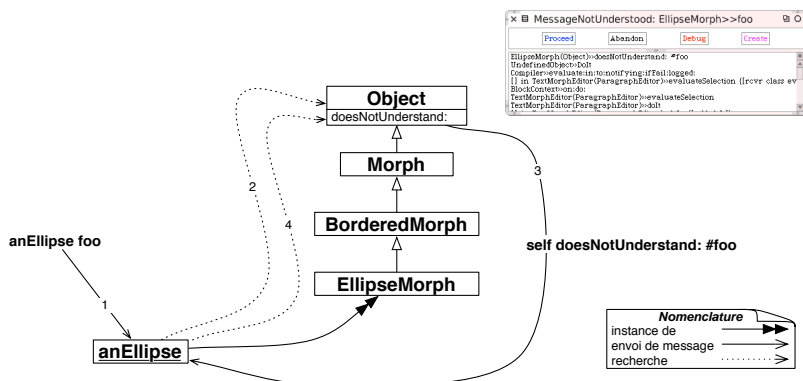 MessageNotUnderstood: EllipseMorph>>foo
Proceed Abandon Debug Create
EllipseMorph(Object)>>doesNotUnderstand: #foo
UndefinedObject>>DoIt
Compiler>>evaluate:in:to:notifying:ifFail:logged:
[] in TextMorphEditor(ParagraphEditor)>>evaluateSelection {[rcvr class ev
BlockContext>>on:do:
TextMorphEditor(ParagraphEditor)>>evaluateSelection
TextMorphEditor(ParagraphEditor)>>doIt
Object
doesNotUnderstand:
Morph
BorderedMorph
EllipseMorph
anEllipse foo
1
2
4
3
self doesNotUnderstand: #foo
anEllipse
Nomenclature
instance de
envoi de message
recherche